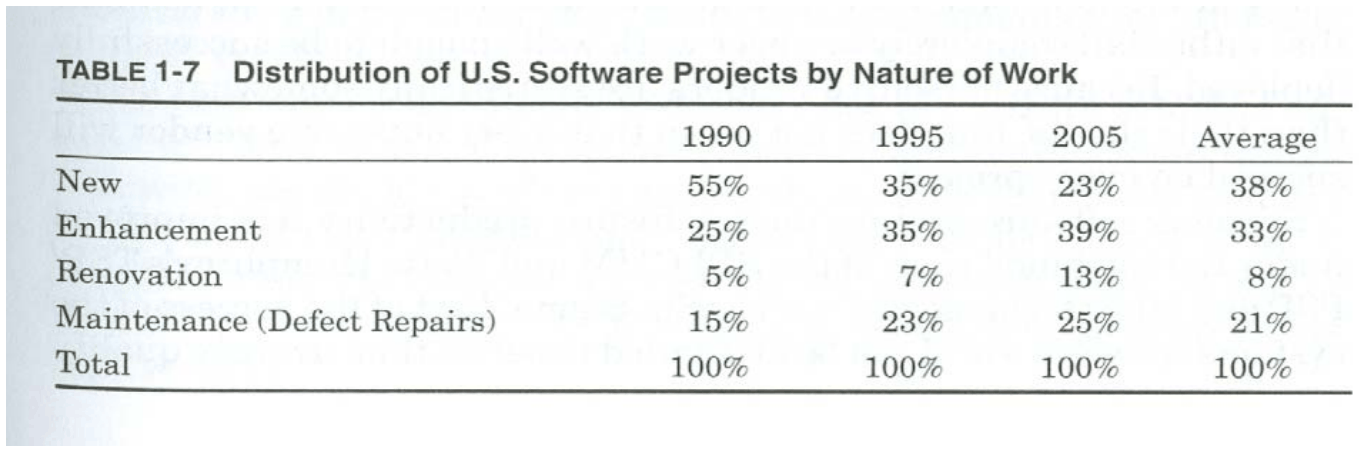 TABLE 1-7 Distribution of U.S. Software Projects by Nature of Work
1990 1995 2005 Average
New 55% 35% 23% 38%
Enhancement 25% 35% 39% 33%
Renovation 5% 7% 13% 8%
Maintenance (Defect Repairs) 15% 23% 25% 21%
Total 100% 100% 100% 100%